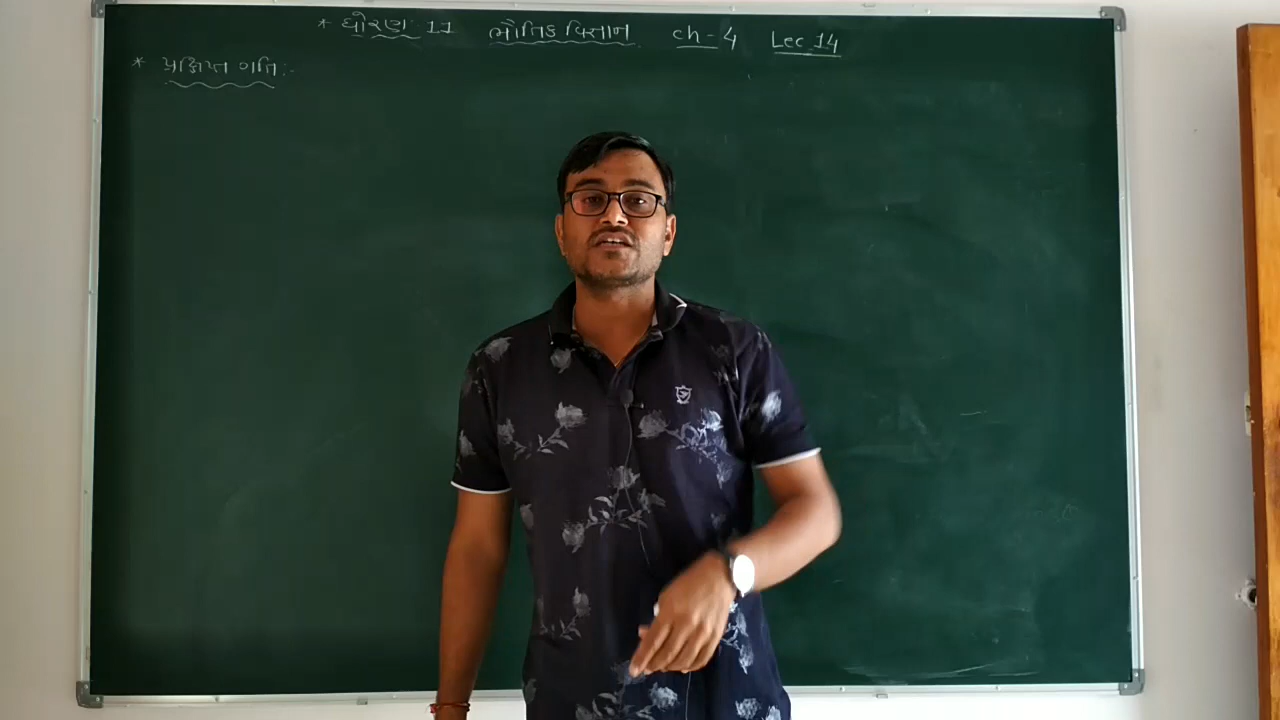 * ધોરણ : 11 ભૌતિક વિજ્ઞાન ch - 4 Lec 14
* પ્રક્ષિપ્ત ગતિ :-